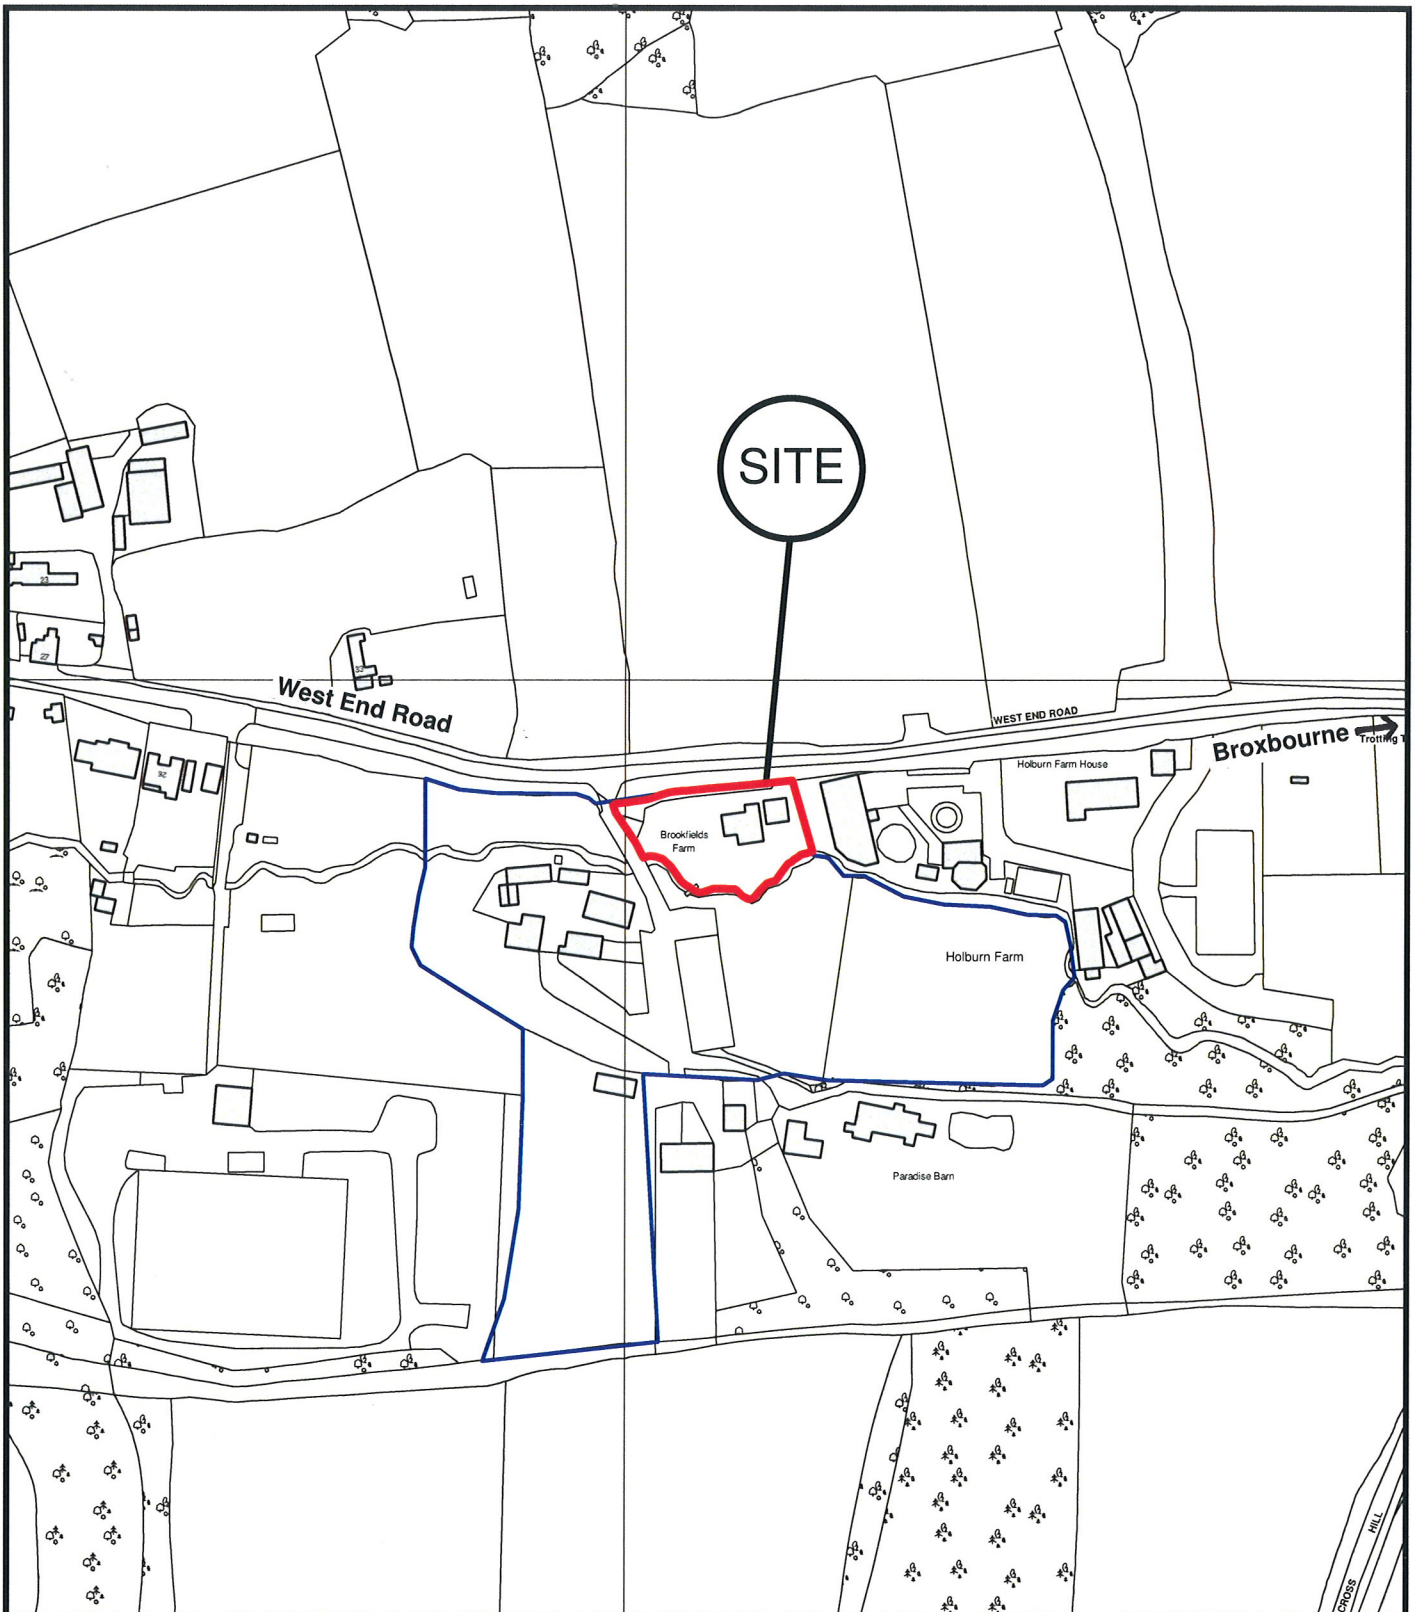 SITE
23
27
33
West End Road
WEST END ROAD
Broxbourne
Holburn Farm House
Brookfields
Farm
Holburn Farm
Paradise Barn
HILL
CROSS